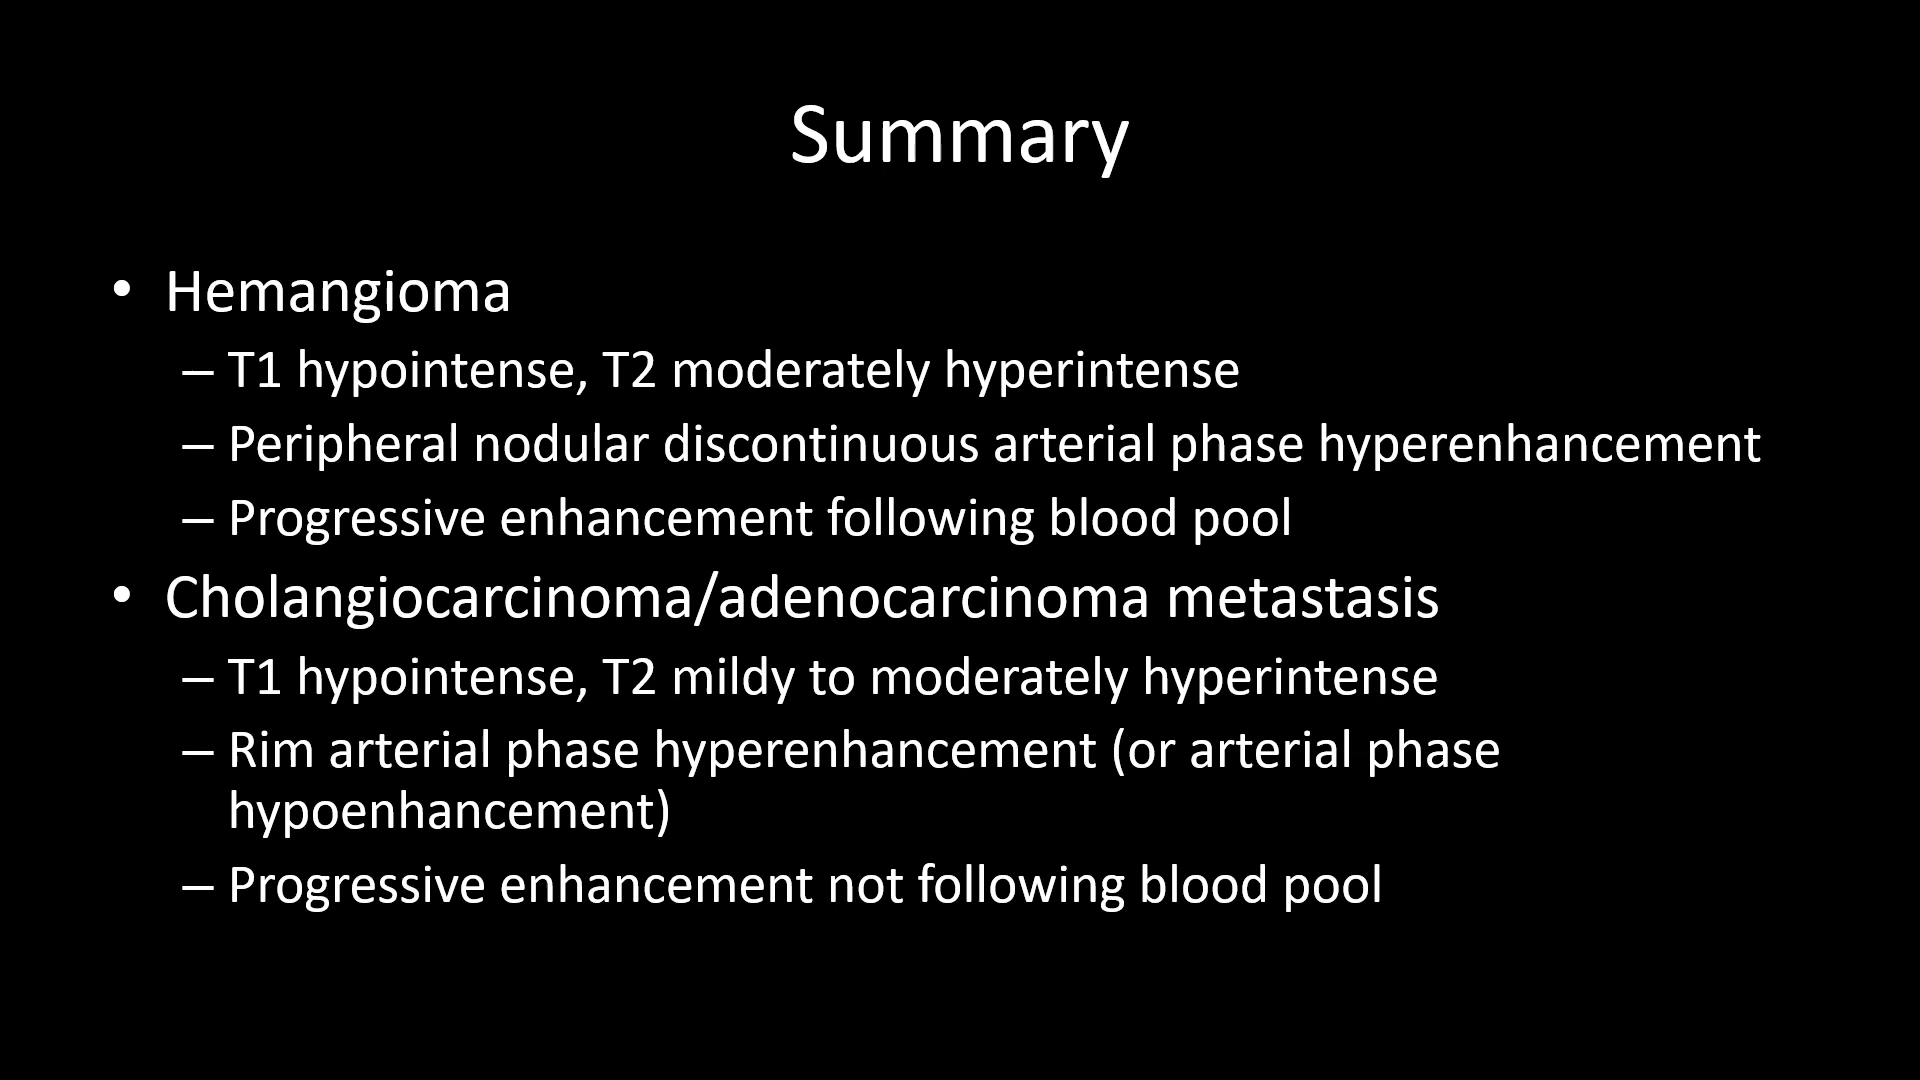 Summary
• Hemangioma
– T1 hypointense, T2 moderately hyperintense
– Peripheral nodular discontinuous arterial phase hyperenhancement
– Progressive enhancement following blood pool
• Cholangiocarcinoma/adenocarcinoma metastasis
– T1 hypointense, T2 mildy to moderately hyperintense
– Rim arterial phase hyperenhancement (or arterial phase
hypoenhancement)
– Progressive enhancement not following blood pool